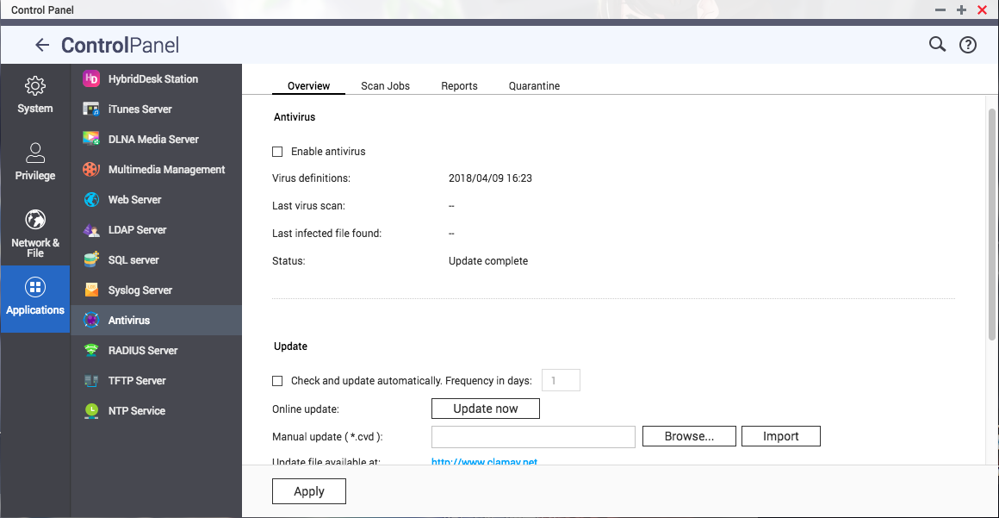 Control Panel
ControlPanel
System
Privilege
Network &
File
Applications
HybridDesk Station
iTunes Server
DLNA Media Server
Multimedia Management
Web Server
LDAP Server
SQL server
Syslog Server
Antivirus
RADIUS Server
TFTP Server
NTP Service
Overview Scan Jobs Reports Quarantine
Antivirus
Enable antivirus
Virus definitions: 2018/04/09 16:23
Last virus scan: --
Last infected file found: --
Status: Update complete
Update
Check and update automatically. Frequency in days: 1
Online update: Update now
Manual update ( *.cvd ): Browse... Import
Update file available at: http://www.clamav.net
Apply